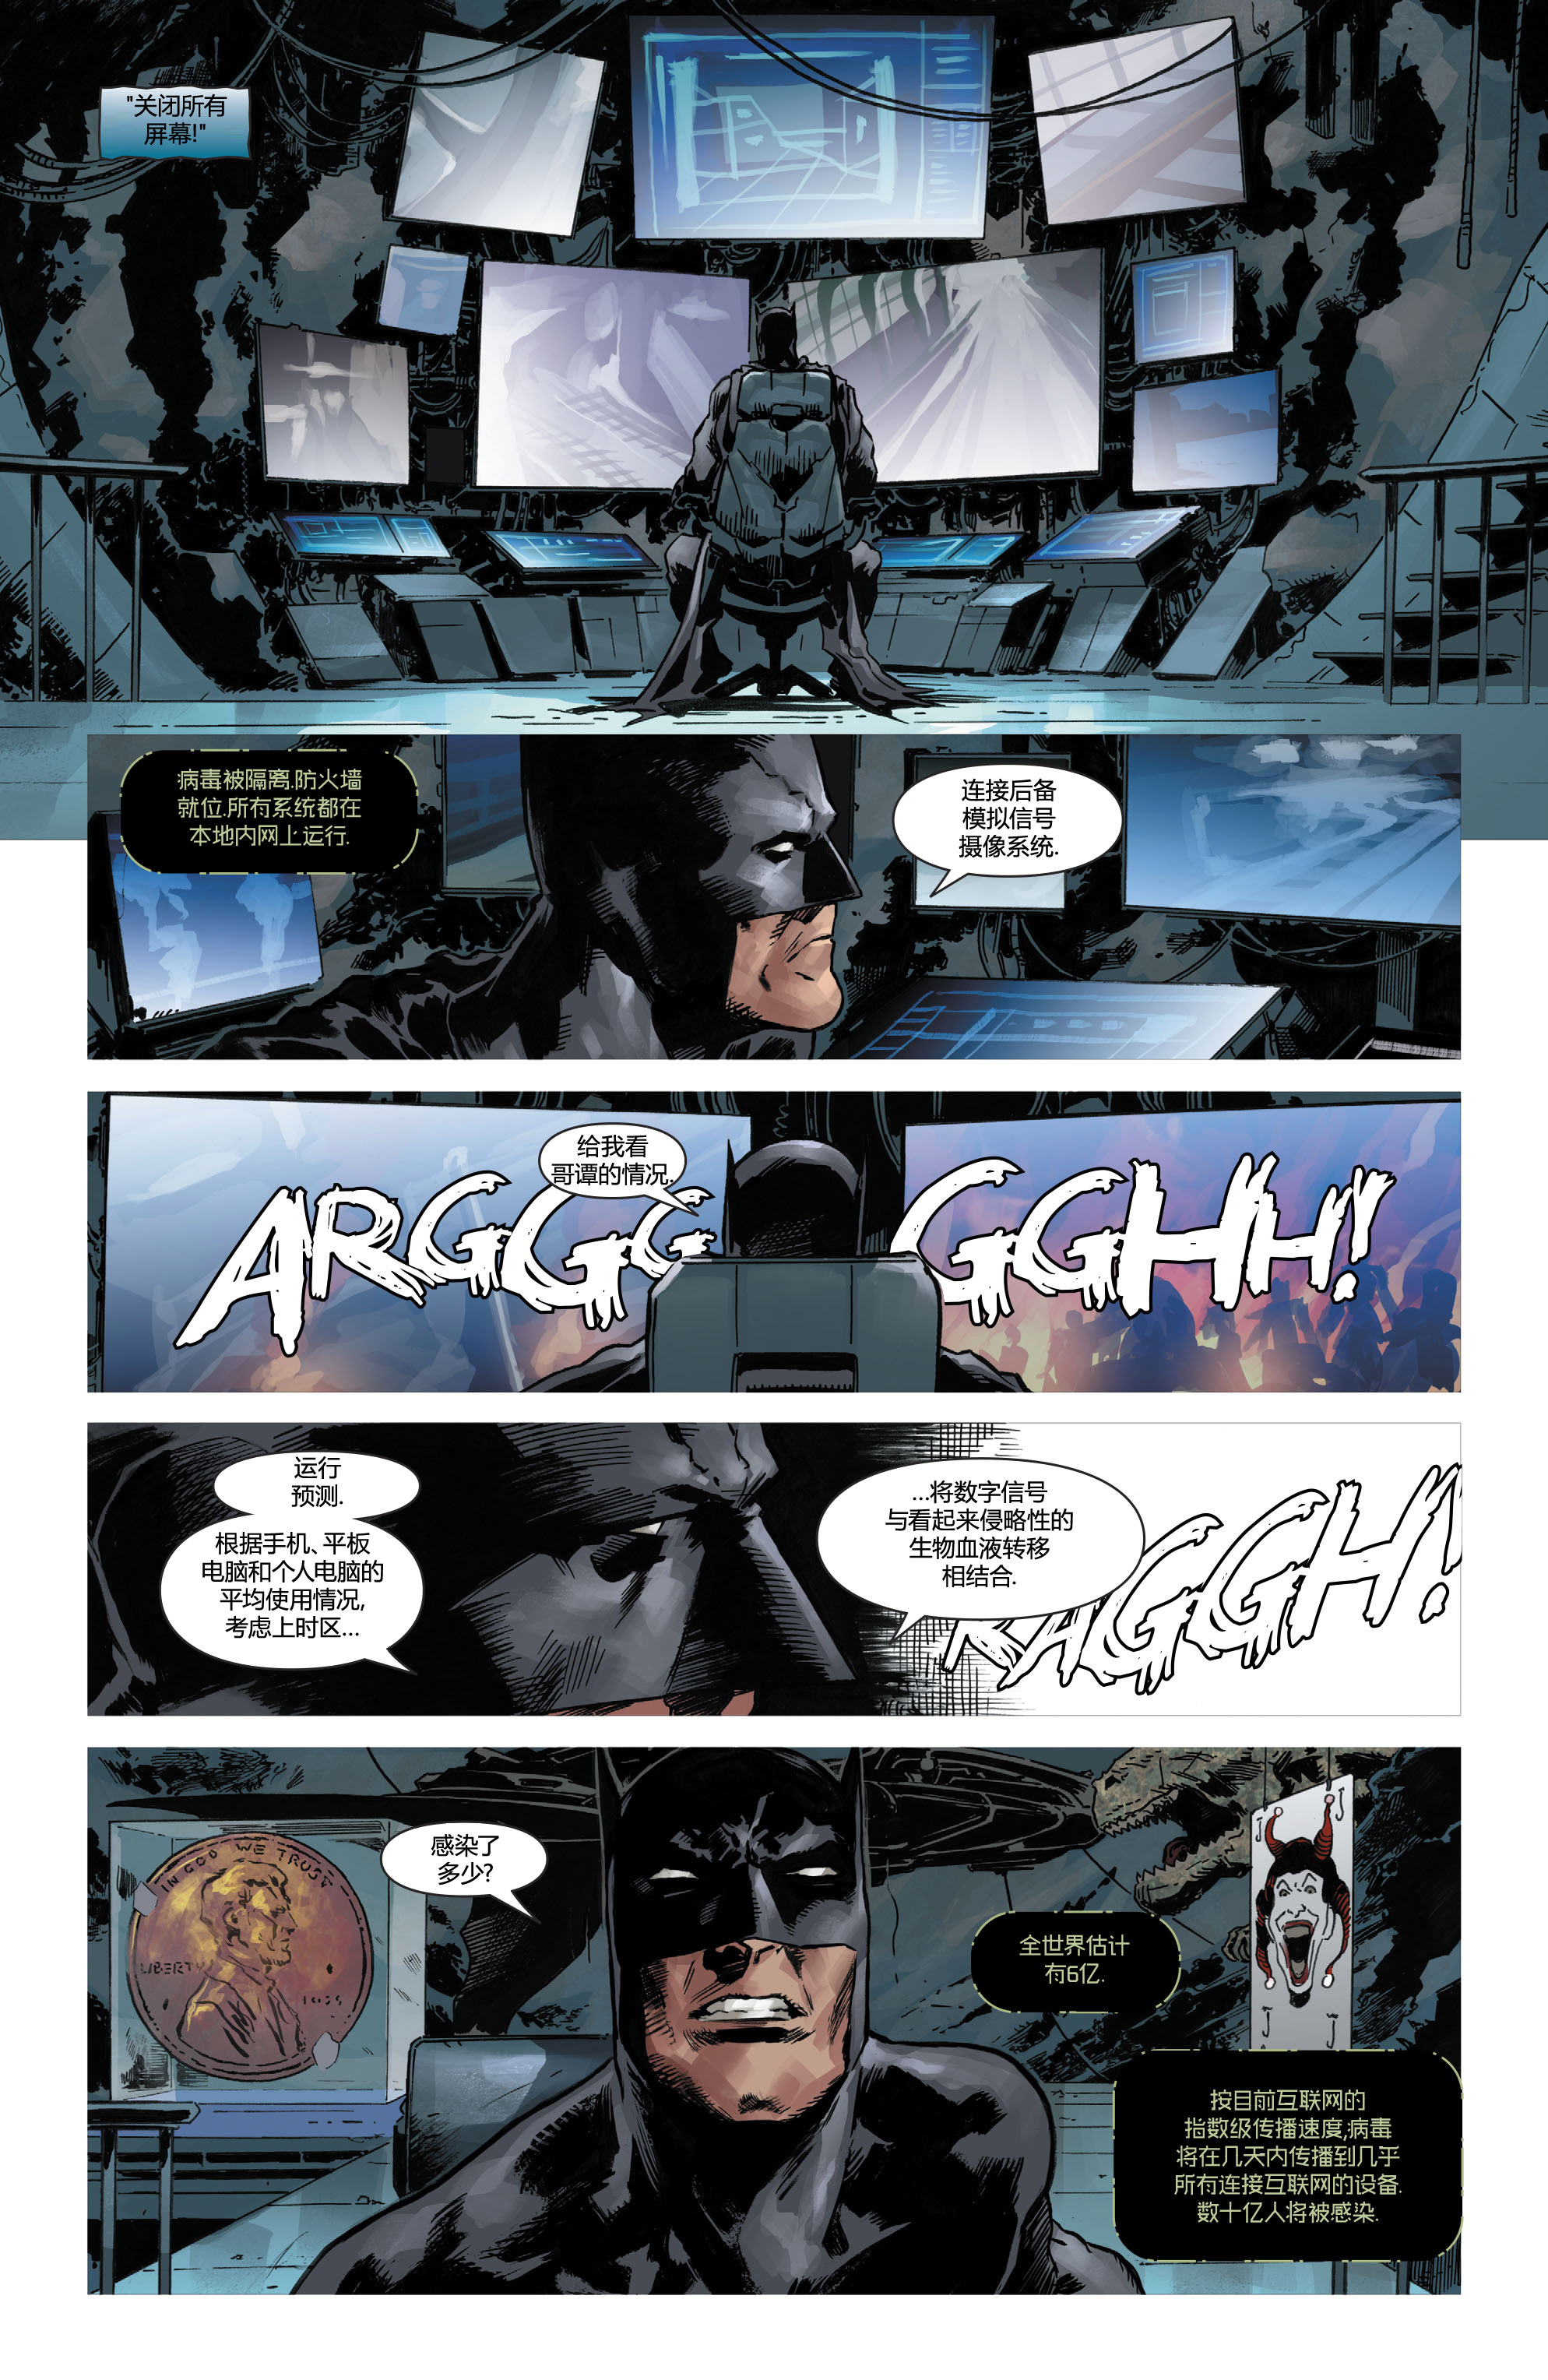 "关闭所有
屏幕!"
病毒被隔离.防火墙
就位.所有系统都在
本地内网上运行.
连接后备
模拟信号
摄像系统.
给我看
哥谭的情况.
ARGGGGGGHH!
运行
预测.
根据手机、平板
电脑和个人电脑的
平均使用情况,
考虑上时区…
…将数字信号
与看起来侵略性的
生物血液转移
相结合.
RAGGGH!
IN GOD WE TRUST
LIBERTY
感染了
多少?
全世界估计
有6亿.
J
J
J
J
按目前互联网的
指数级传播速度,病毒
将在几天内传播到几乎
所有连接互联网的设备.
数十亿人将被感染.